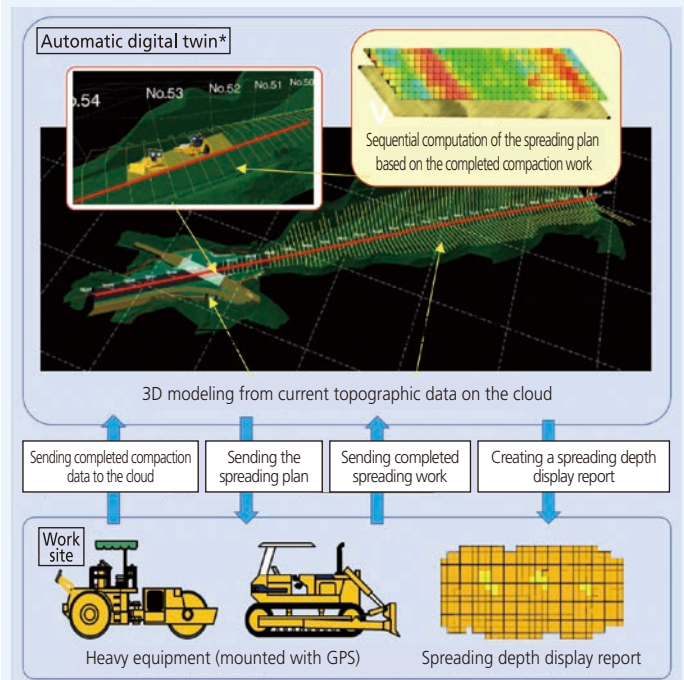 Automatic digital twin*
No.54
No.53
No.52
No.51
No.50
Sequential computation of the spreading plan
based on the completed compaction work
3D modeling from current topographic data on the cloud
Sending completed compaction
data to the cloud
Sending the
spreading plan
Sending completed
spreading work
Creating a spreading depth
display report
Work
site
Heavy equipment (mounted with GPS)
Spreading depth display report